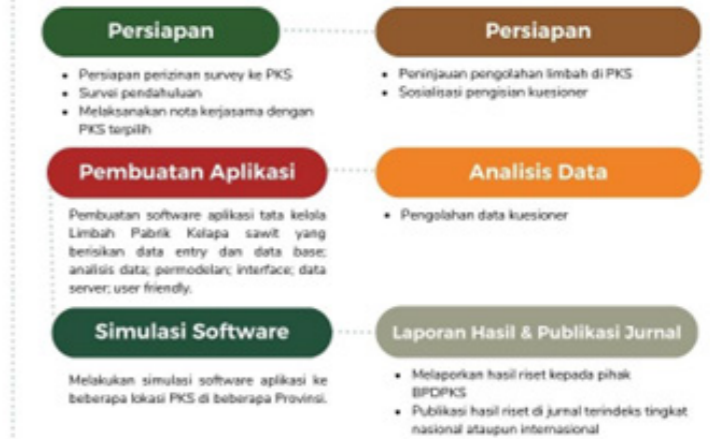 Persiapan
• Persiapan perizinan survey ke PKS
• Survei pendahuluan
• Melaksanakan nota kerjasama dengan
PKS terpilih
Persiapan
• Peninjauan pengolahan limbah di PKS
• Sosialisasi pengisian kuesioner
Analisis Data
• Pengolahan data kuesioner
Pembuatan Aplikasi
Pembuatan software aplikasi tata kelola
Limbah Pabrik Kelapa sawit yang
berisikan data entry dan data base;
analisis data; permodelan; interface; data
server; user friendly.
Simulasi Software
Melakukan simulasi software aplikasi ke
beberapa lokasi PKS di beberapa Provinsi.
Laporan Hasil & Publikasi Jurnal
• Melaporkan hasil riset kepada pihak
BPDPKS
• Publikasi hasil riset di jurnal terindeks tingkat
nasional ataupun internasional